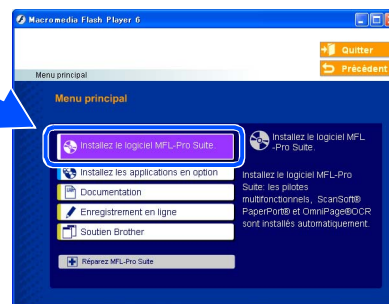 Macromedia Flash Player 6
Quitter
Précédent
Menu principal
Menu principal
Installez le logiciel MFL-Pro Suite.
Installez les applications en option
Documentation
Enregistrement en ligne
Soutien Brother
Réparez MFL-Pro Suite
Installez le logiciel MFL
-Pro Suite.
Installez le logiciel MFL-Pro
Suite: les pilotes
multifonctionnels, ScanSoft®
PaperPort® et OmniPage®OCR
sont installés automatiquement.